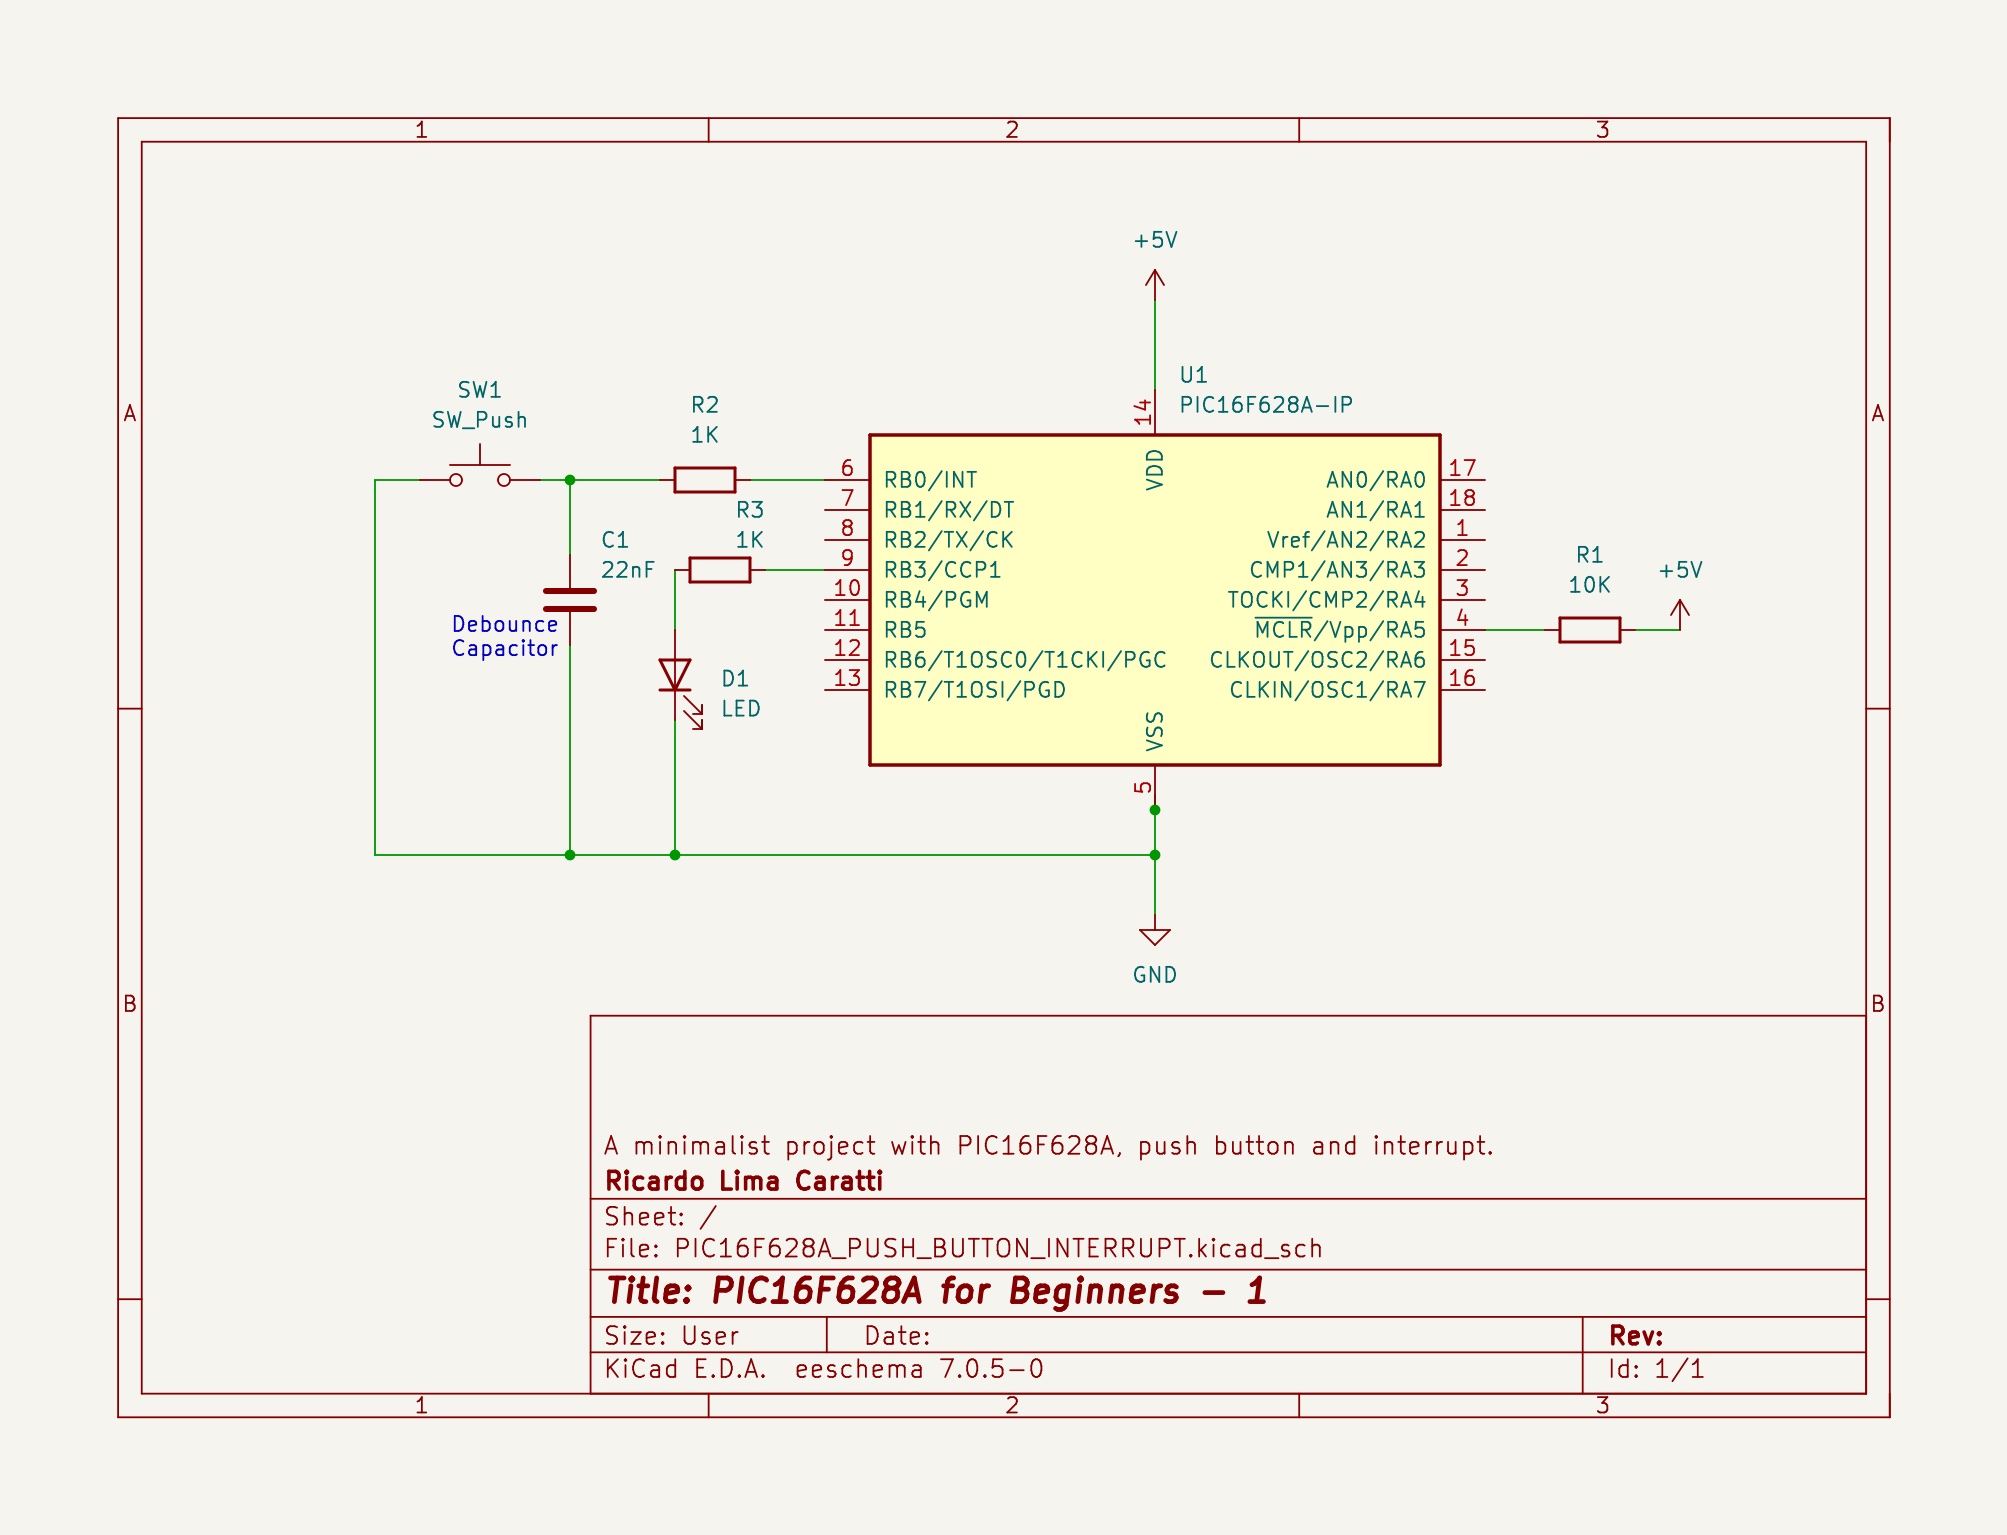 1 2 3
+5V
U1
PIC16F628A-IP
14
SW1
SW_Push
R2
1K
A
A
6 RB0/INT
7 RB1/RX/DT
8 RB2/TX/CK
9 RB3/CCP1
10 RB4/PGM
11 RB5
12 RB6/T1OSC0/T1CKI/PGC
13 RB7/T1OSI/PGD
VDD
AN0/RA0 17
AN1/RA1 18
Vref/AN2/RA2 1
CMP1/AN3/RA3 2
TOCKI/CMP2/RA4 3
MCLR/Vpp/RA5 4
CLKOUT/OSC2/RA6 15
CLKIN/OSC1/RA7 16
VSS
5
R3
1K
C1
22nF
Debounce
Capacitor
D1
LED
R1
10K
+5V
GND
B
B
A minimalist project with PIC16F628A, push button and interrupt.
Ricardo Lima Caratti
Sheet: /
File: PIC16F628A_PUSH_BUTTON_INTERRUPT.kicad_sch
Title: PIC16F628A for Beginners - 1
Size: User Date: Rev:
KiCad E.D.A. eeschema 7.0.5-0 Id: 1/1
1 2 3